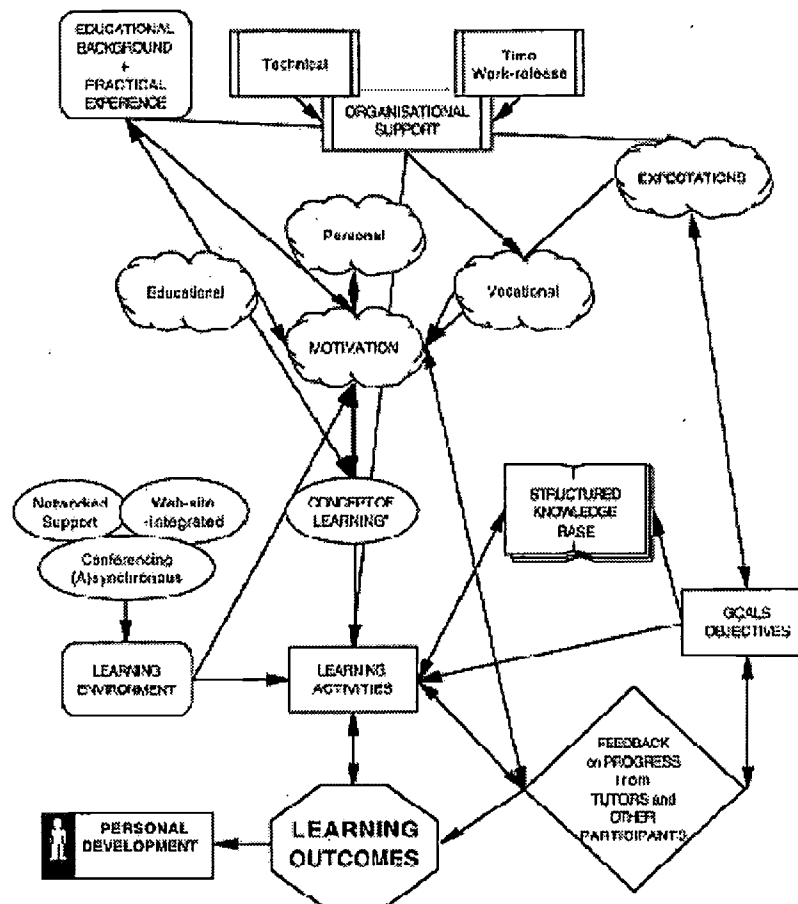 EDUCATIONAL
BACKGROUND
+
PRACTICAL
EXPERIENCE
Technical
Time
Work-release
ORGANISATIONAL
SUPPORT
EXPECTATIONS
Personal
Educational
Vocational
MOTIVATION
Networked
Support
Web-site
-integrated
Conferencing
(A)synchronous
CONCEPT OF
LEARNING"
STRUCTURED
KNOWLEDGE
BASE
GOALS
OBJECTIVES
LEARNING
ENVIRONMENT
LEARNING
ACTIVITIES
FEEDBACK
on PROGRESS
from
TUTORS and
OTHER
PARTICIPANTS
PERSONAL
DEVELOPMENT
LEARNING
OUTCOMES